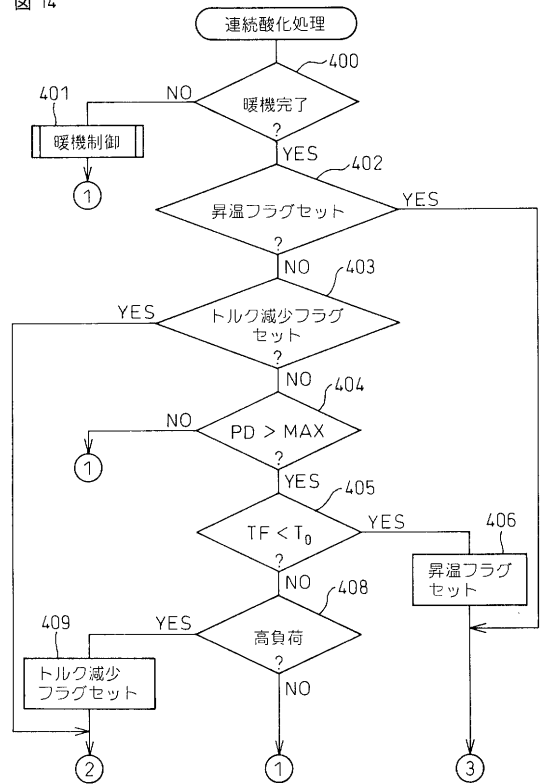 図 14
連続酸化処理
400
暖機完了
?
NO
401
暖機制御
1
YES
402
昇温フラグセット
?
YES
NO
403
トルク減少フラグ
セット
?
YES
NO
404
PD > MAX
?
NO
1
YES
405
TF < T0
?
YES
406
昇温フラグ
セット
NO
408
高負荷
?
YES
409
トルク減少
フラグセット
NO
2
1
3